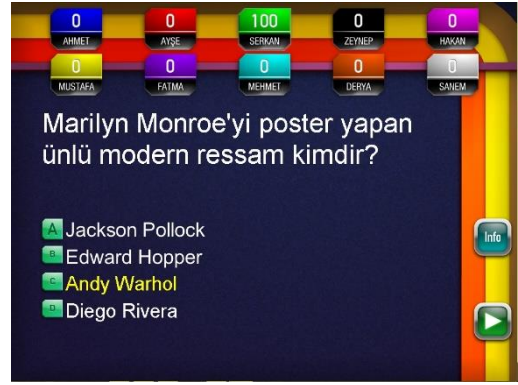 0 0 100 0 0
AHMET AYŞE SERKAN ZEYNEP HAKAN
0 0 0 0 0
MUSTAFA FATMA MEHMET DERYA SANEM
Marilyn Monroe'yi poster yapan
ünlü modern ressam kimdir?
A Jackson Pollock
B Edward Hopper
C Andy Warhol
D Diego Rivera
Info